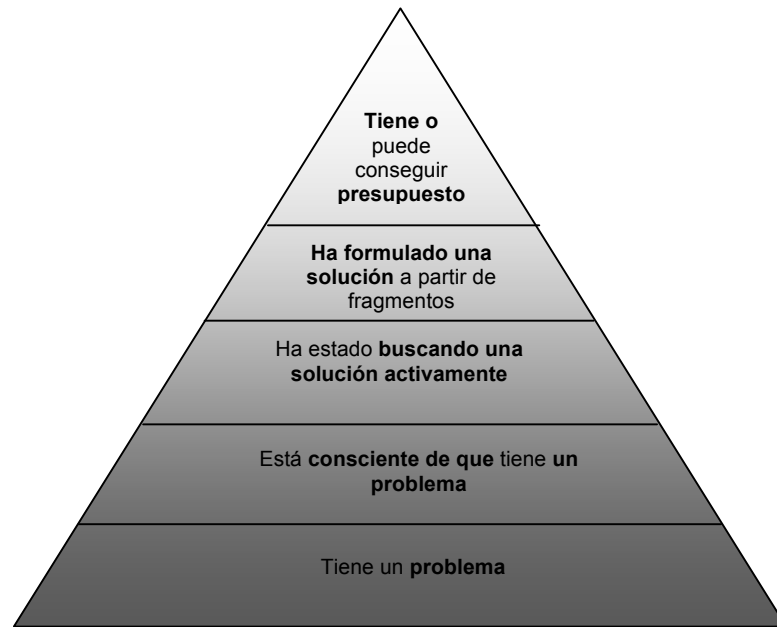 Tiene o
puede
conseguir
presupuesto
Ha formulado una
solución a partir de
fragmentos
Ha estado buscando una
solución activamente
Está consciente de que tiene un
problema
Tiene un problema